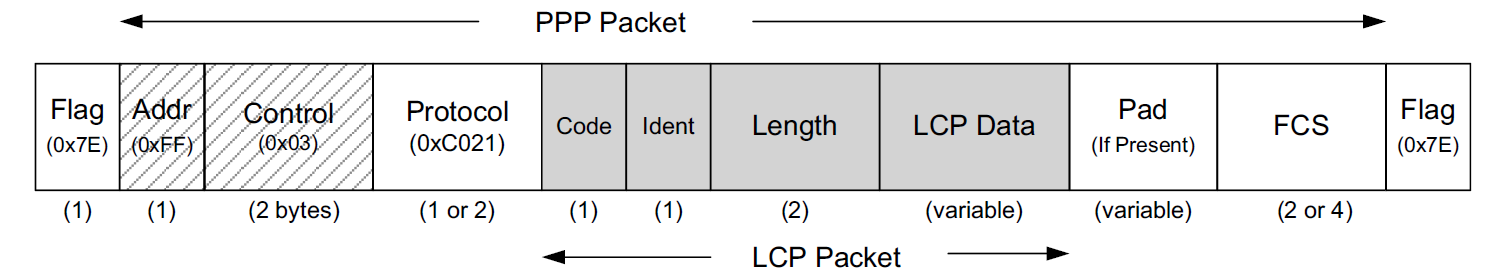 PPP Packet
Flag Addr Control Protocol Code Ident Length LCP Data Pad FCS Flag
(0x7E) (0xFF) (0x03) (0xC021) (If Present) (0x7E)
(1) (1) (2 bytes) (1 or 2) (1) (1) (2) (variable) (variable) (2 or 4) (1)
LCP Packet